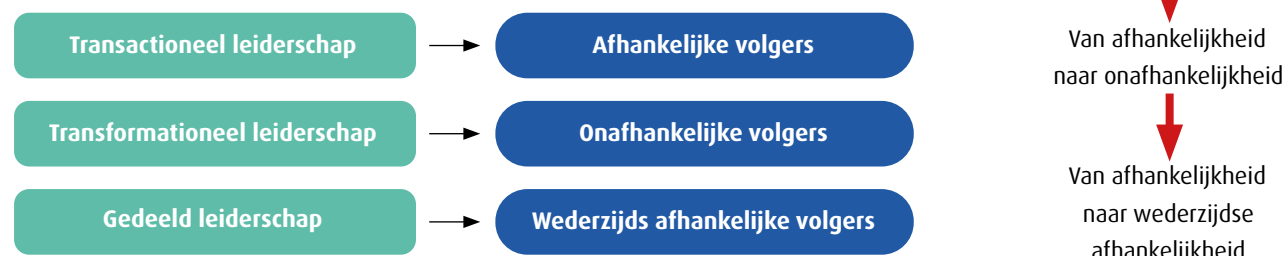 Transactioneel leiderschap
Afhankelijke volgers
Transformationeel leiderschap
Onafhankelijke volgers
Gedeeld leiderschap
Wederzijds afhankelijke volgers
Van afhankelijkheid
naar onafhankelijkheid
Van afhankelijkheid
naar wederzijdse
afhankelijkheid